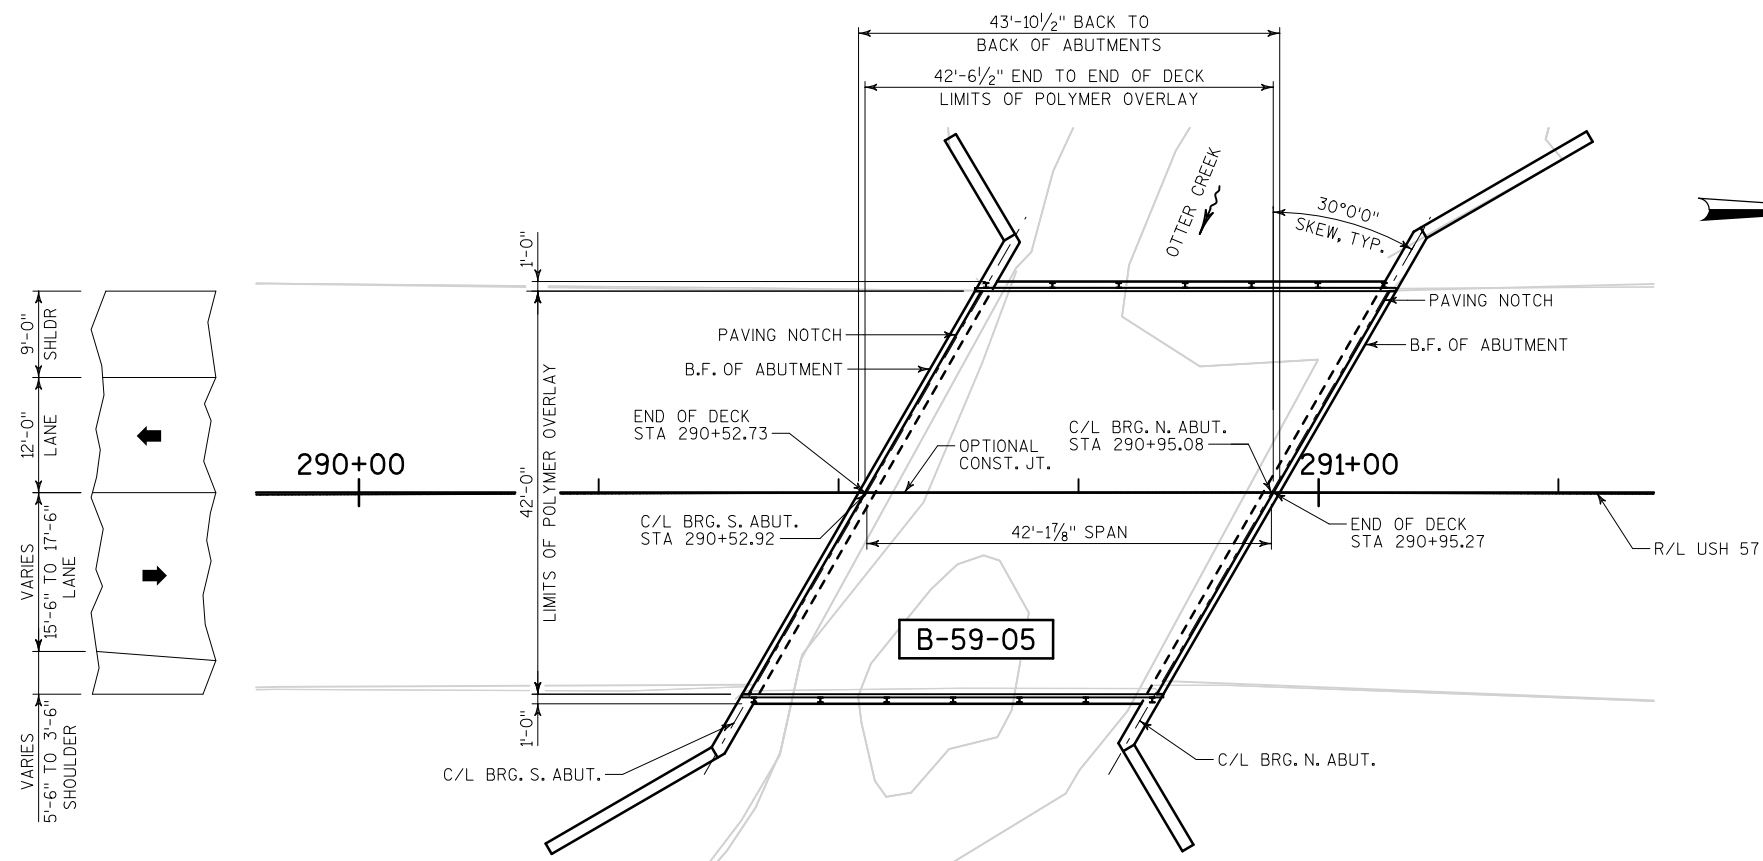 43'-10½" BACK TO
BACK OF ABUTMENTS
42'-6½" END TO END OF DECK
LIMITS OF POLYMER OVERLAY
OTTER CREEK
30°0'0"
SKEW, TYP.
1'-0"
9'-0"
SHLDR
PAVING NOTCH
B.F. OF ABUTMENT
PAVING NOTCH
B.F. OF ABUTMENT
12'-0"
LANE
42'-0"
LIMITS OF POLYMER OVERLAY
END OF DECK
STA 290+52.73
C/L BRG. N. ABUT.
STA 290+95.08
OPTIONAL
CONST. JT.
290+00
291+00
C/L BRG. S. ABUT.
STA 290+52.92
42'-1⅞" SPAN
END OF DECK
STA 290+95.27
R/L USH 57
VARIES
15'-6" TO 17'-6"
LANE
B-59-05
1'-0"
VARIES
5'-6" TO 3'-6"
SHOULDER
C/L BRG. S. ABUT.
C/L BRG. N. ABUT.